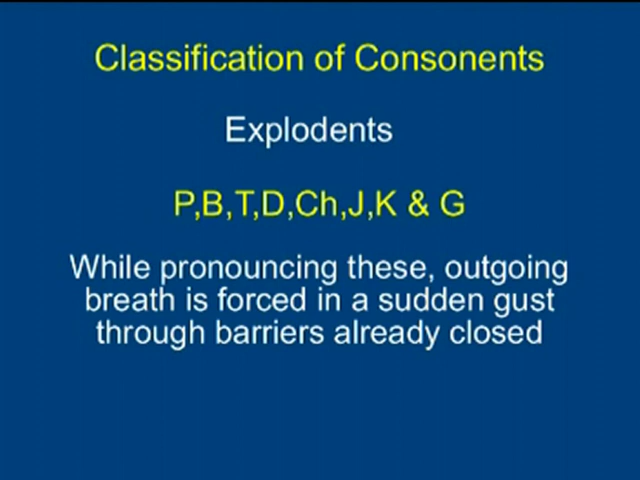 Classification of Consonents
Explodents
P,B,T,D,Ch,J,K & G
While pronouncing these, outgoing
breath is forced in a sudden gust
through barriers already closed